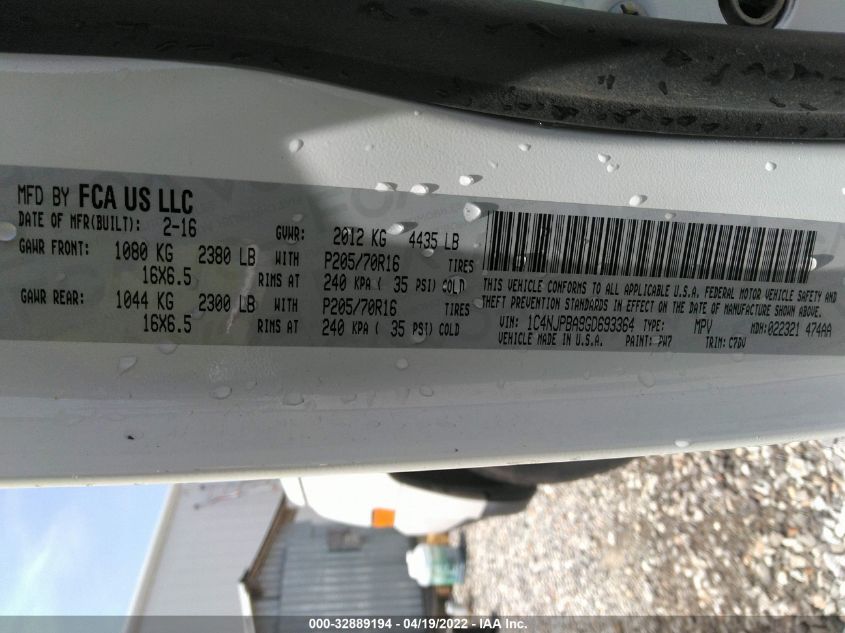 MFD BY FCA US LLC
DATE OF MFR(BUILT): 2-16 GVWR: 2012 KG 4435 LB
GAWR FRONT: 1080 KG 2380 LB WITH P205/70R16 TIRES
16X6.5 RIMS AT 240 KPA ( 35 PSI) COLD
GAWR REAR: 1044 KG 2300 LB WITH P205/70R16 TIRES
16X6.5 RIMS AT 240 KPA ( 35 PSI) COLD
THIS VEHICLE CONFORMS TO ALL APPLICABLE U.S.A. FEDERAL MOTOR VEHICLE SAFETY AND
THEFT PREVENTION STANDARDS IN EFFECT ON THE DATE OF MANUFACTURE SHOWN ABOVE.
VIN: 1C4NJPBA9GD693364 TYPE: MPV MDH:022321 474AA
VEHICLE MADE IN U.S.A. PAINT: PW7 TRIM:
000-32889194 - 04/19/2022 - IAA Inc.